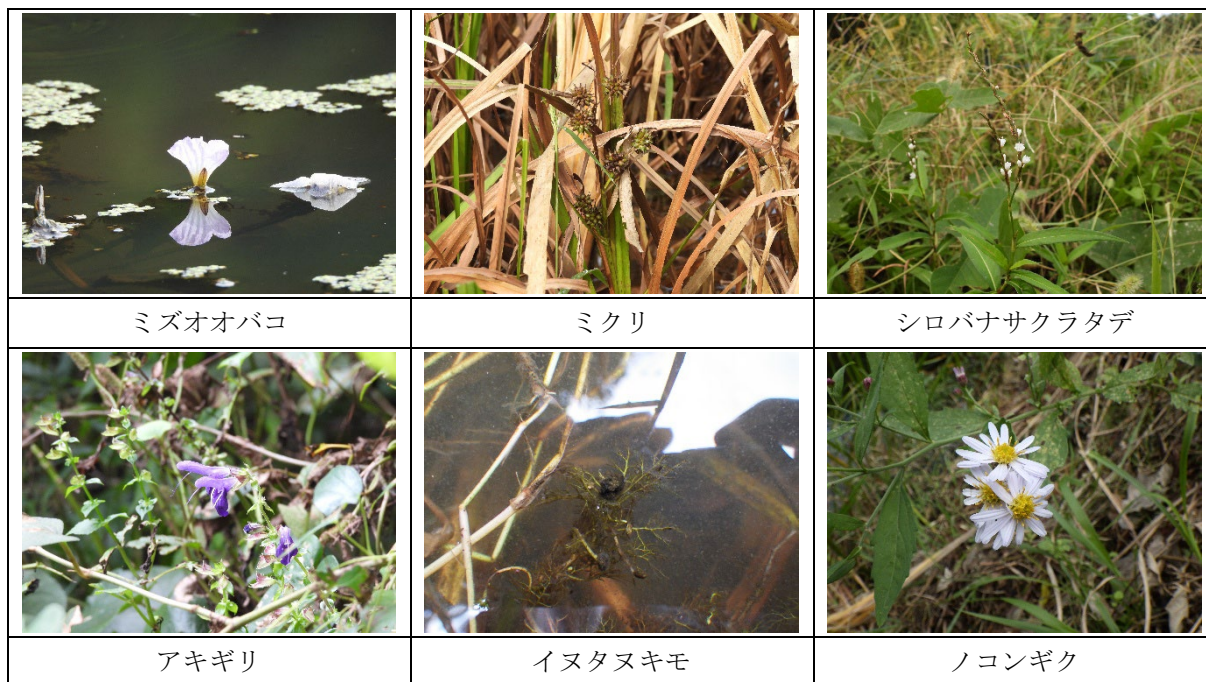 ミズオオバコ
ミクリ
シロバナサクラタデ
アキギリ
イヌタヌキモ
ノコンギク